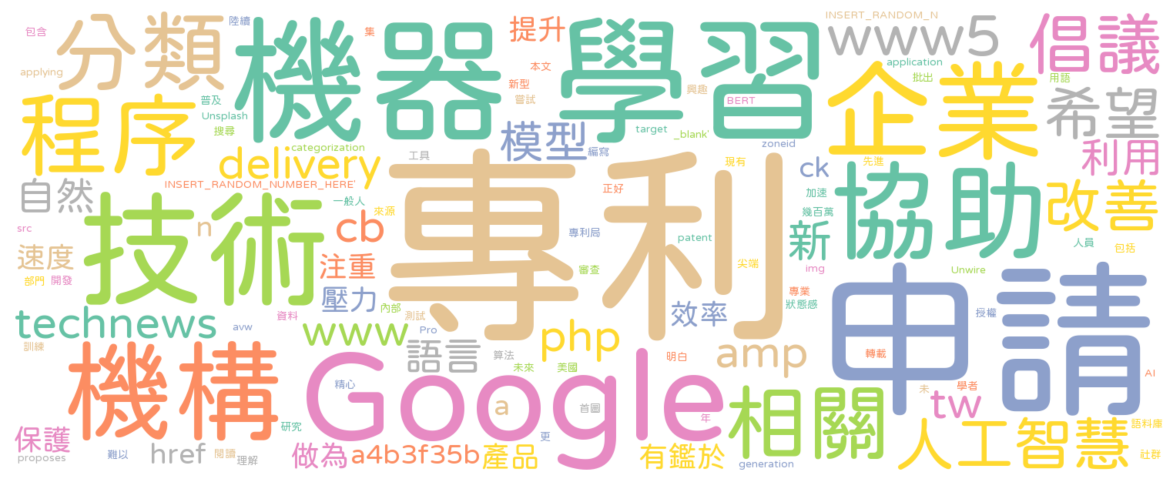 包含
陸續
集
提升
INSERT_RANDOM_N
分類
機器
學習
www5
倡議
applying
本文
application
批出
用語
新型
興趣
程序
普及
Unsplash
搜尋
嘗試
BERT
企業
希望
模型
target
_blank'
zoneid
利用
categorization
delivery
工具
編寫
現有
先進
ck
自然
INSERT_RANDOM_NUMBER_HERE'
正好
加速
協助
改善
技術
一般人
來源
專利
幾百萬
src
n
cb
專利局
patent
新
人員
包括
速度
注重
審查
尖端
img
Unwire
部門
開發
壓力
內部
專業
狀態感
申請
資料
測試
效率
授權
technews
avw
www
Pro
php
訓練
機構
語言
算法
未來
美國
明白
amp
轉載
Google
精心
a
首圖
年
相關
未
學者
tw
AI
保護
研究
更
人工智慧
語料庫
proposes
難以
href
閱讀
理解
做為
a4b3f35b
產品
有鑑於
generation
社群